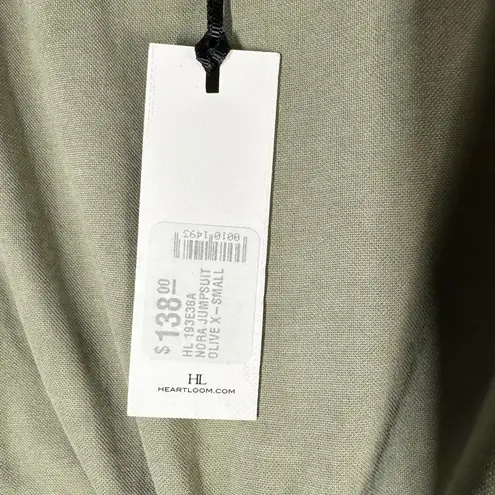 0010 1493
$ 138.00
HL 193E38A
NORA JUMPSUIT
OLIVE X-SMALL
HL
HEARTLOOM.COM